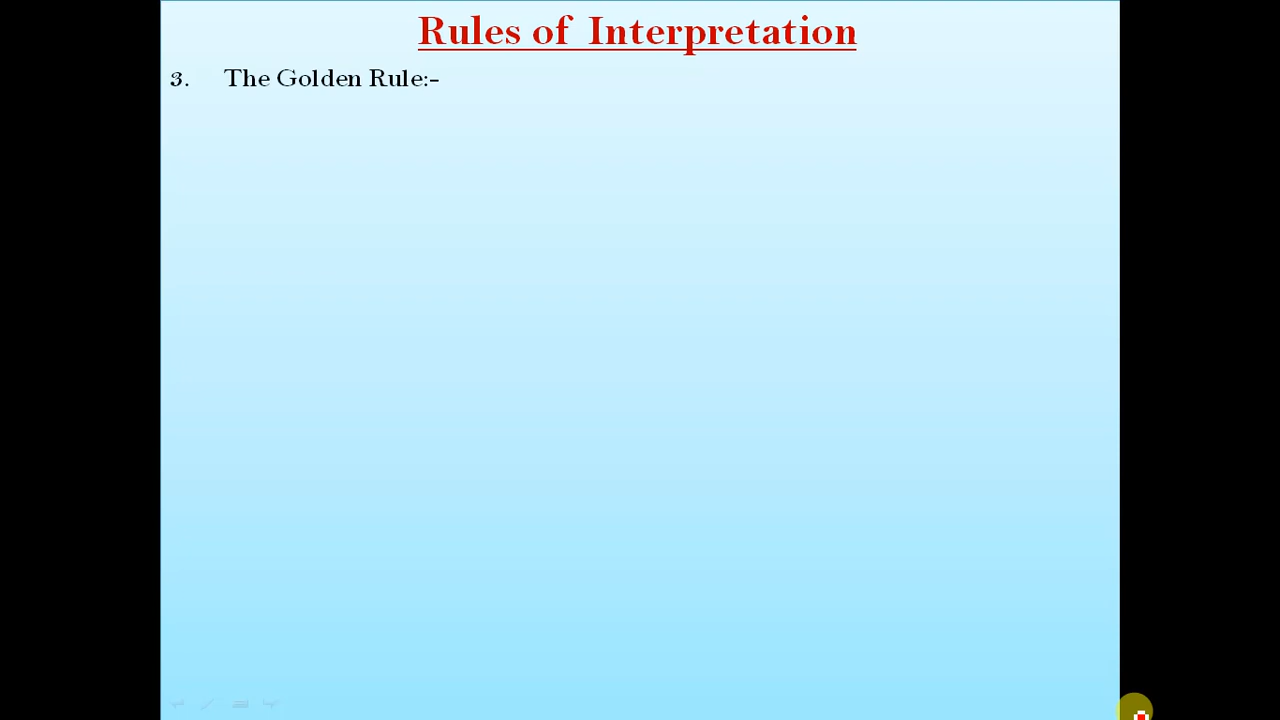 Rules of Interpretation
3. The Golden Rule:-